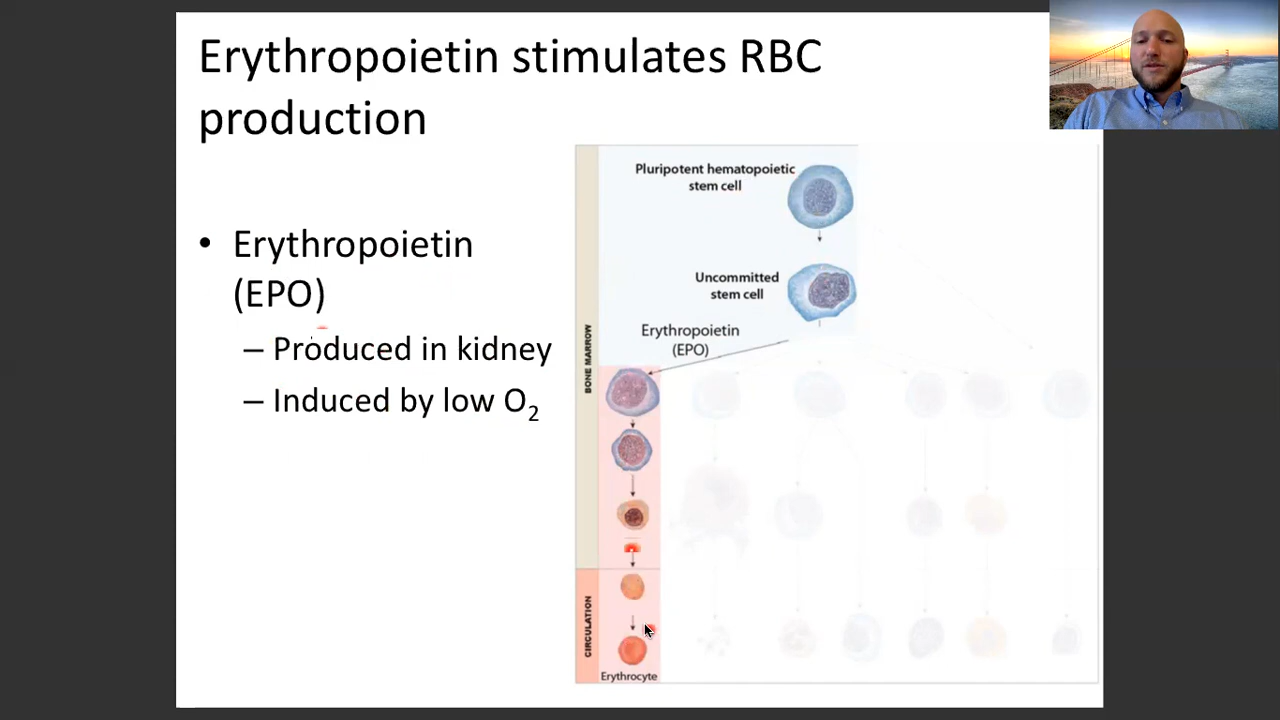 Erythropoietin stimulates RBC
production
• Erythropoietin
(EPO)
– Produced in kidney
– Induced by low O₂
Pluripotent hematopoietic
stem cell
Uncommitted
stem cell
Erythropoietin
(EPO)
BONE MARROW
CIRCULATION
Erythrocyte